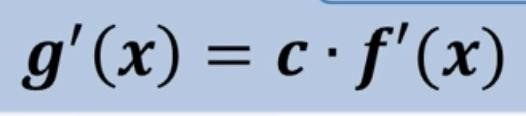 g′(x) = c · f′(x)